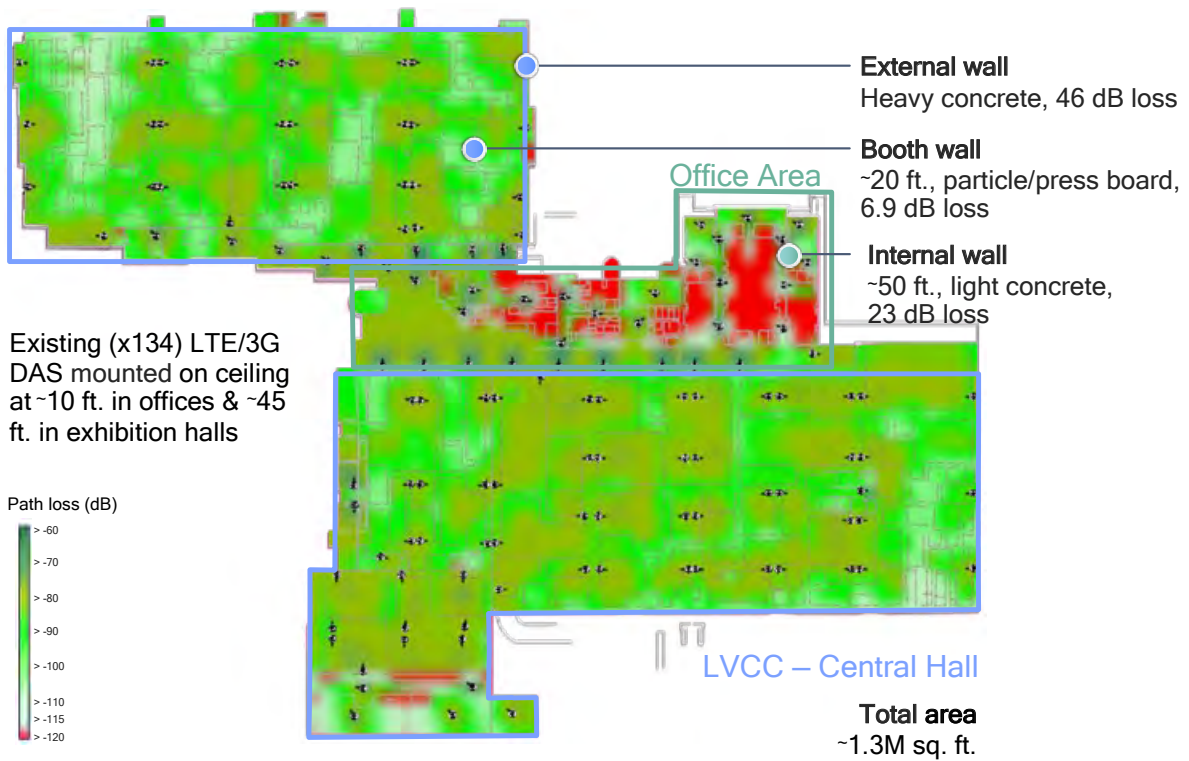 External wall
Heavy concrete, 46 dB loss
Booth wall
~20 ft., particle/press board,
6.9 dB loss
Office Area
Internal wall
~50 ft., light concrete,
23 dB loss
Existing (x134) LTE/3G
DAS mounted on ceiling
at ~10 ft. in offices & ~45
ft. in exhibition halls
Path loss (dB)
> -60
> -70
> -80
> -90
> -100
> -110
> -115
> -120
LVCC – Central Hall
Total area
~1.3M sq. ft.